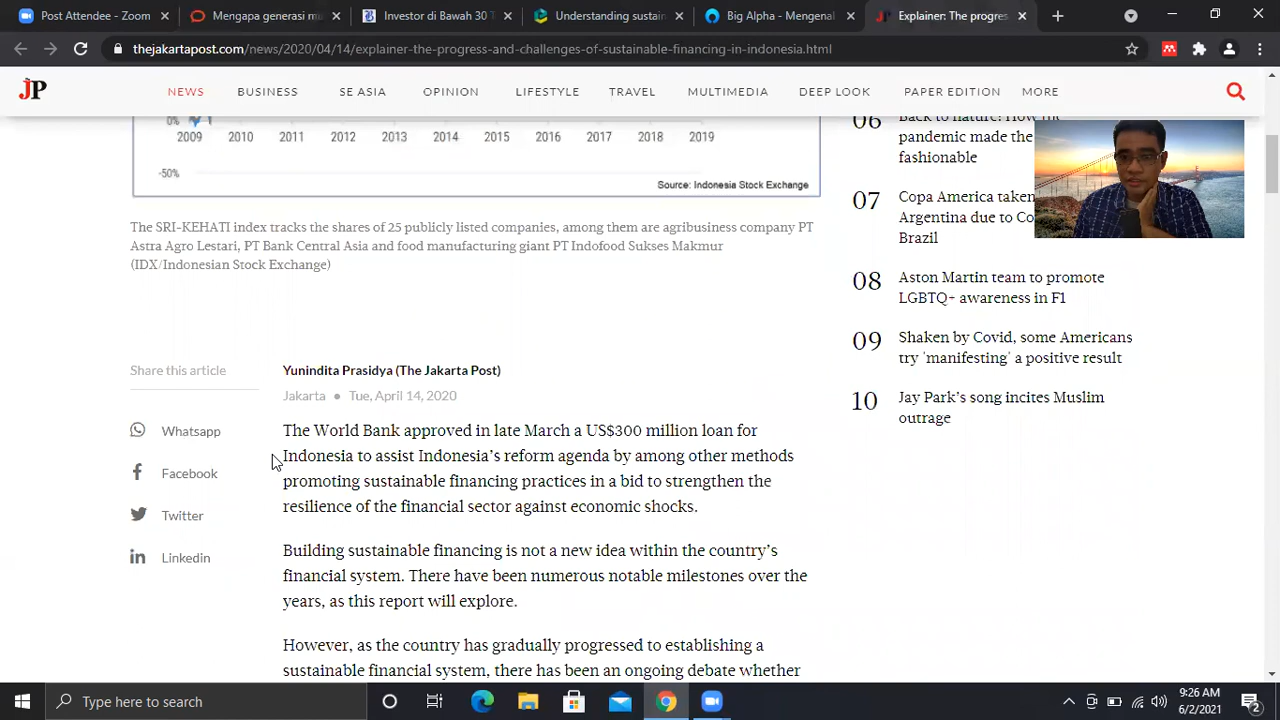 Post Attendee - Zoom
Mengapa generasi mi
Investor di Bawah 30 T
Understanding sustain
Big Alpha - Mengenal
Explainer: The progres
thejakartapost.com/news/2020/04/14/explainer-the-progress-and-challenges-of-sustainable-financing-in-indonesia.html
JP
NEWS
BUSINESS
SE ASIA
OPINION
LIFESTYLE
TRAVEL
MULTIMEDIA
DEEP LOOK
PAPER EDITION
MORE
0%
2009 2010 2011 2012 2013 2014 2015 2016 2017 2018 2019
-50%
Source: Indonesia Stock Exchange
The SRI-KEHATI index tracks the shares of 25 publicly listed companies, among them are agribusiness company PT
Astra Agro Lestari, PT Bank Central Asia and food manufacturing giant PT Indofood Sukses Makmur
(IDX/Indonesian Stock Exchange)
Share this article
Whatsapp
Facebook
Twitter
Linkedin
Yunindita Prasidya (The Jakarta Post)
Jakarta ● Tue, April 14, 2020
The World Bank approved in late March a US$300 million loan for
Indonesia to assist Indonesia's reform agenda by among other methods
promoting sustainable financing practices in a bid to strengthen the
resilience of the financial sector against economic shocks.
Building sustainable financing is not a new idea within the country's
financial system. There have been numerous notable milestones over the
years, as this report will explore.
However, as the country has gradually progressed to establishing a
sustainable financial system, there has been an ongoing debate whether
06
Back to nature: How the
pandemic made the
fashionable
07
Copa America taken
Argentina due to Co
Brazil
08
Aston Martin team to promote
LGBTQ+ awareness in F1
09
Shaken by Covid, some Americans
try 'manifesting' a positive result
10
Jay Park's song incites Muslim
outrage
Type here to search
9:26 AM
6/2/2021
2